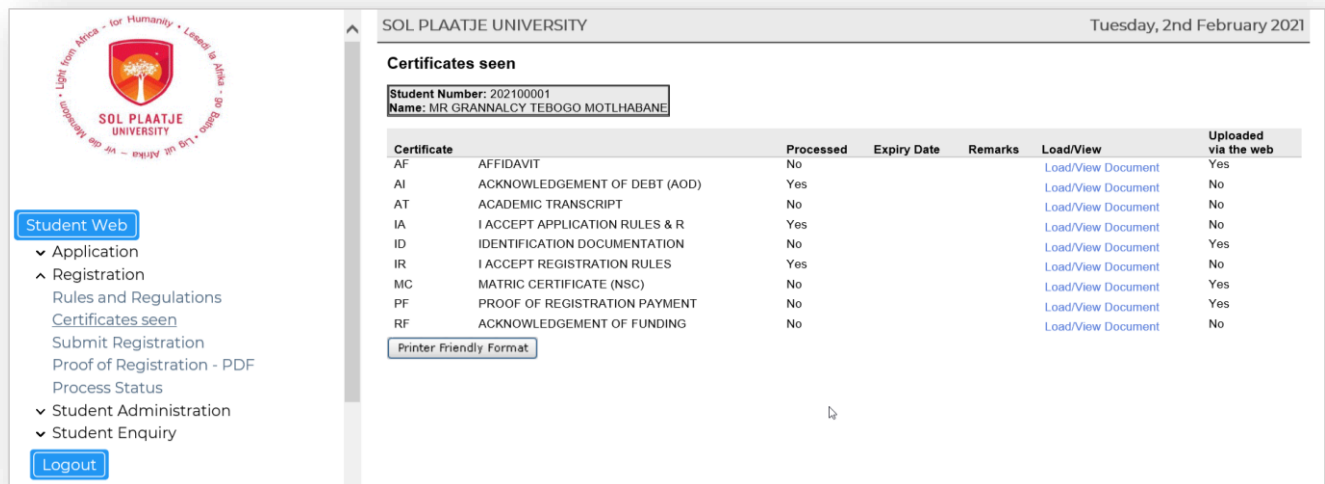 Light from Africa - for Humanity • Lesedi la Afrika - go Batho • Lig uit Afrika – vir die Mensdom •
SOL PLAATJE
UNIVERSITY
Student Web
Application
Registration
Rules and Regulations
Certificates seen
Submit Registration
Proof of Registration - PDF
Process Status
Student Administration
Student Enquiry
Logout
SOL PLAATJE UNIVERSITY Tuesday, 2nd February 2021
Certificates seen
Student Number: 202100001
Name: MR GRANNALCY TEBOGO MOTLHABANE
Certificate Processed Expiry Date Remarks Load/View Uploaded via the web
AF AFFIDAVIT No Load/View Document Yes
AI ACKNOWLEDGEMENT OF DEBT (AOD) Yes Load/View Document No
AT ACADEMIC TRANSCRIPT No Load/View Document No
IA I ACCEPT APPLICATION RULES & R Yes Load/View Document No
ID IDENTIFICATION DOCUMENTATION No Load/View Document Yes
IR I ACCEPT REGISTRATION RULES Yes Load/View Document No
MC MATRIC CERTIFICATE (NSC) No Load/View Document Yes
PF PROOF OF REGISTRATION PAYMENT No Load/View Document Yes
RF ACKNOWLEDGEMENT OF FUNDING No Load/View Document No
Printer Friendly Format